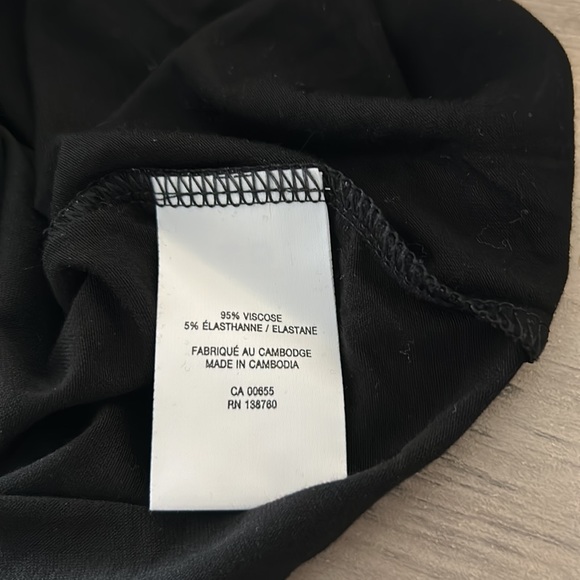 95% VISCOSE
5% ÉLASTHANNE / ELASTANE
FABRIQUÉ AU CAMBODGE
MADE IN CAMBODIA
CA 00655
RN 138760